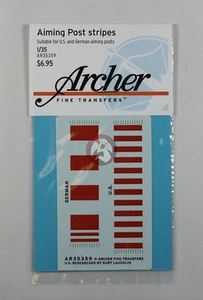 Aiming Post stripes
Suitable for U.S. and German aiming posts
1/35
AR35359
$6.95
Archer
FINE TRANSFERS™
GERMAN
U.S.
AR35359 © ARCHER FINE TRANSFERS
U.S. RESEARCHED BY KURT LAUGHLIN